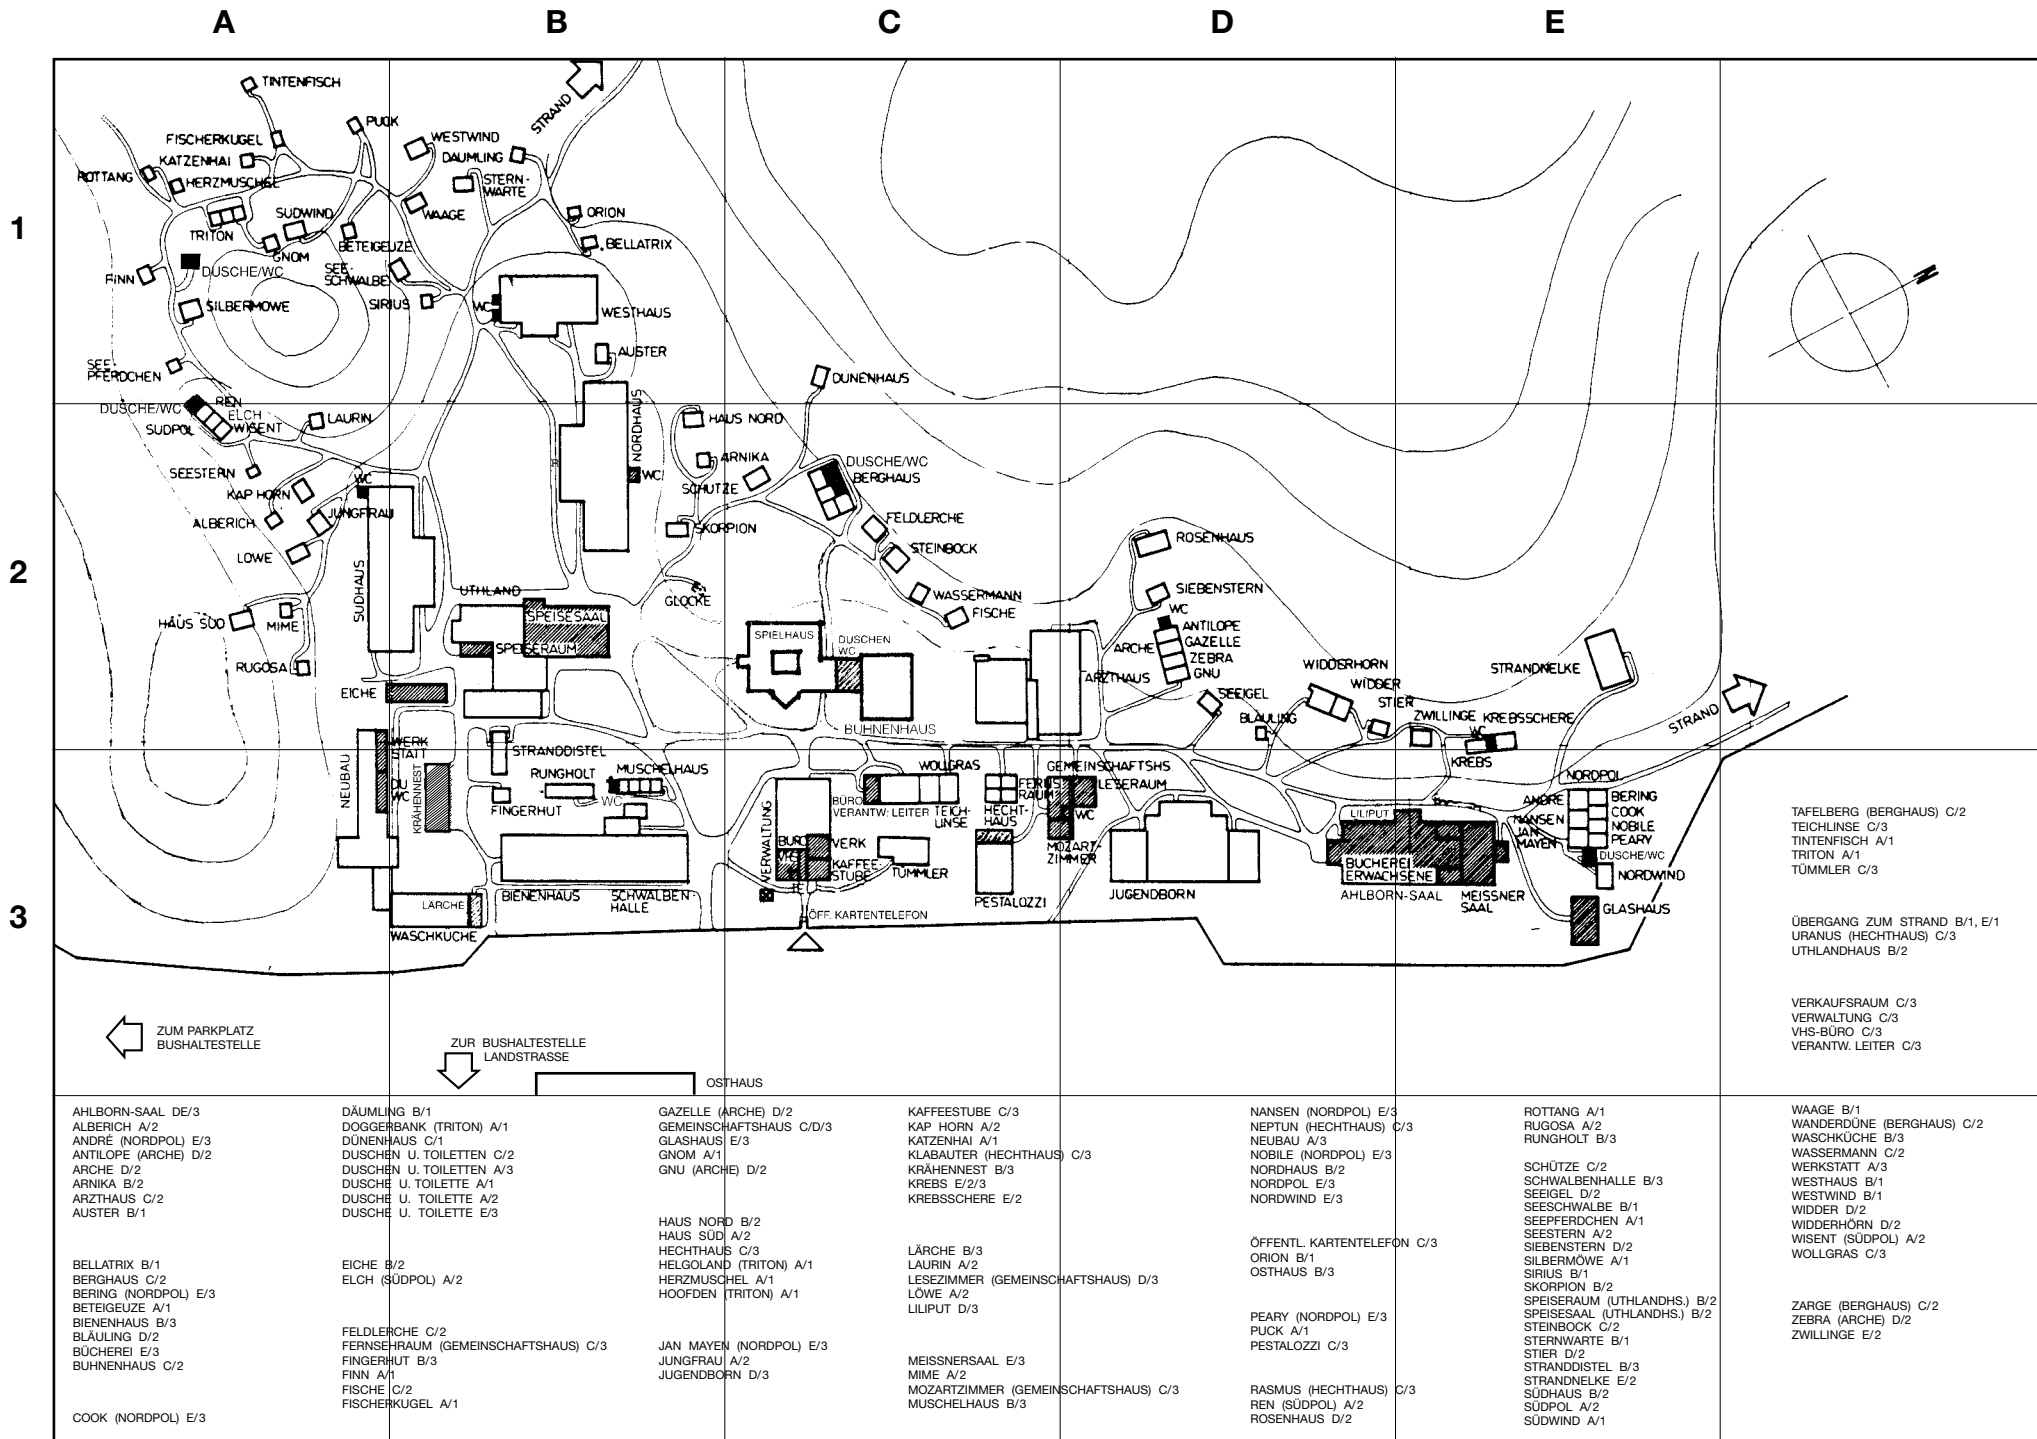 A B C D E
1
2
3
TINTENFISCH
PUCK
FISCHERKUGEL
KATZENHAI
ROTTANG
HERZMUSCHEL
WESTWIND
DÄUMLING
STRAND
STERN-
WARTE
SÜDWIND
WAAGE
ORION
TRITON
BETEIGEUZE
BELLATRIX
GNOM
DUSCHE/WC
FINN
SEE-
SCHWALBE
SILBERMÖWE
SIRIUS
WC
WESTHAUS
N
SEE-
PFERDCHEN
AUSTER
DÜNENHAUS
DUSCHE/WC
REN
ELCH
WISENT
SÜDPOL
LAURIN
NORDHAUS
HAUS NORD
SEESTERN
WC
R
WC
ARNIKA
DUSCHE/WC
BERGHAUS
KAP HORN
SCHÜTZE
ALBERICH
JUNGFRAU
SKORPION
FELDLERCHE
LÖWE
STEINBOCK
ROSENHAUS
SÜDHAUS
UTHLAND
GLOCKE
WASSERMANN
SIEBENSTERN
HAUS SÜD
MIME
SPEISESAAL
FISCHE
WC
ANTILOPE
SPIELHAUS
DUSCHEN
WC
ARCHE
GAZELLE
SPEISERAUM
ZEBRA
RUGOSA
ARZTHAUS
GNU
WIDDERHORN
STRANDNELKE
EICHE
SEEIGEL
WIDDER
STIER
BLÄULING
ZWILLINGE
KREBSSCHERE
STRAND
BUHNENHAUS
WC
KREBS
WERK
STATT
STRANDDISTEL
NEUBAU
DU
WC
KRÄHENNEST
RUNGHOLT
MUSCHELHAUS
WC
FINGERHUT
WOLLGRAS
GEMEINSCHAFTSHS
NORDPOL
BÜRO
VERANTW. LEITER
TEICH-
LINSE
HECHT-
HAUS
FERNS
RAUM
LESERAUM
WC
LILIPUT
ANDRE
BERING
COOK
NANSEN
NOBILE
JAN
MAYEN
PEARY
VERWALTUNG
BÜRO
VHS
VERK
KAFFEE-
STUBE
TÜMMLER
MOZART-
ZIMMER
BÜCHEREI
ERWACHSENE
DUSCHE/WC
NORDWIND
LÄRCHE
BIENENHAUS
SCHWALBEN-
HALLE
PESTALOZZI
JUGENDBORN
AHLBORN-SAAL
MEISSNER
SAAL
GLASHAUS
ÖFF. KARTENTELEFON
WASCHKÜCHE
ZUM PARKPLATZ
BUSHALTESTELLE
ZUR BUSHALTESTELLE
LANDSTRASSE
OSTHAUS
TAFELBERG (BERGHAUS) C/2
TEICHLINSE C/3
TINTENFISCH A/1
TRITON A/1
TÜMMLER C/3
ÜBERGANG ZUM STRAND B/1, E/1
URANUS (HECHTHAUS) C/3
UTHLANDHAUS B/2
VERKAUFSRAUM C/3
VERWALTUNG C/3
VHS-BÜRO C/3
VERANTW. LEITER C/3
AHLBORN-SAAL DE/3
ALBERICH A/2
ANDRÉ (NORDPOL) E/3
ANTILOPE (ARCHE) D/2
ARCHE D/2
ARNIKA B/2
ARZTHAUS C/2
AUSTER B/1
BELLATRIX B/1
BERGHAUS C/2
BERING (NORDPOL) E/3
BETEIGEUZE A/1
BIENENHAUS B/3
BLÄULING D/2
BÜCHEREI E/3
BUHNENHAUS C/2
COOK (NORDPOL) E/3
DÄUMLING B/1
DOGGERBANK (TRITON) A/1
DÜNENHAUS C/1
DUSCHEN U. TOILETTEN C/2
DUSCHEN U. TOILETTEN A/3
DUSCHE U. TOILETTE A/1
DUSCHE U. TOILETTE A/2
DUSCHE U. TOILETTE E/3
EICHE B/2
ELCH (SÜDPOL) A/2
FELDLERCHE C/2
FERNSEHRAUM (GEMEINSCHAFTSHAUS) C/3
FINGERHUT B/3
FINN A/1
FISCHE C/2
FISCHERKUGEL A/1
GAZELLE (ARCHE) D/2
GEMEINSCHAFTSHAUS C/D/3
GLASHAUS E/3
GNOM A/1
GNU (ARCHE) D/2
HAUS NORD B/2
HAUS SÜD A/2
HECHTHAUS C/3
HELGOLAND (TRITON) A/1
HERZMUSCHEL A/1
HOOFDEN (TRITON) A/1
JAN MAYEN (NORDPOL) E/3
JUNGFRAU A/2
JUGENDBORN D/3
KAFFEESTUBE C/3
KAP HORN A/2
KATZENHAI A/1
KLABAUTER (HECHTHAUS) C/3
KRÄHENNEST B/3
KREBS E/2/3
KREBSSCHERE E/2
LÄRCHE B/3
LAURIN A/2
LESEZIMMER (GEMEINSCHAFTSHAUS) D/3
LÖWE A/2
LILIPUT D/3
MEISSNERSAAL E/3
MIME A/2
MOZARTZIMMER (GEMEINSCHAFTSHAUS) C/3
MUSCHELHAUS B/3
NANSEN (NORDPOL) E/3
NEPTUN (HECHTHAUS) C/3
NEUBAU A/3
NOBILE (NORDPOL) E/3
NORDHAUS B/2
NORDPOL E/3
NORDWIND E/3
ÖFFENTL. KARTENTELEFON C/3
ORION B/1
OSTHAUS B/3
PEARY (NORDPOL) E/3
PUCK A/1
PESTALOZZI C/3
RASMUS (HECHTHAUS) C/3
REN (SÜDPOL) A/2
ROSENHAUS D/2
ROTTANG A/1
RUGOSA A/2
RUNGHOLT B/3
SCHÜTZE C/2
SCHWALBENHALLE B/3
SEEIGEL D/2
SEESCHWALBE B/1
SEEPFERDCHEN A/1
SEESTERN A/2
SIEBENSTERN D/2
SILBERMÖWE A/1
SIRIUS B/1
SKORPION B/2
SPEISERAUM (UTHLANDHS.) B/2
SPEISESAAL (UTHLANDHS.) B/2
STEINBOCK C/2
STERNWARTE B/1
STIER D/2
STRANDDISTEL B/3
STRANDNELKE E/2
SÜDHAUS B/2
SÜDPOL A/2
SÜDWIND A/1
WAAGE B/1
WANDERDÜNE (BERGHAUS) C/2
WASCHKÜCHE B/3
WASSERMANN C/2
WERKSTATT A/3
WESTHAUS B/1
WESTWIND B/1
WIDDER D/2
WIDDERHÖRN D/2
WISENT (SÜDPOL) A/2
WOLLGRAS C/3
ZARGE (BERGHAUS) C/2
ZEBRA (ARCHE) D/2
ZWILLINGE E/2